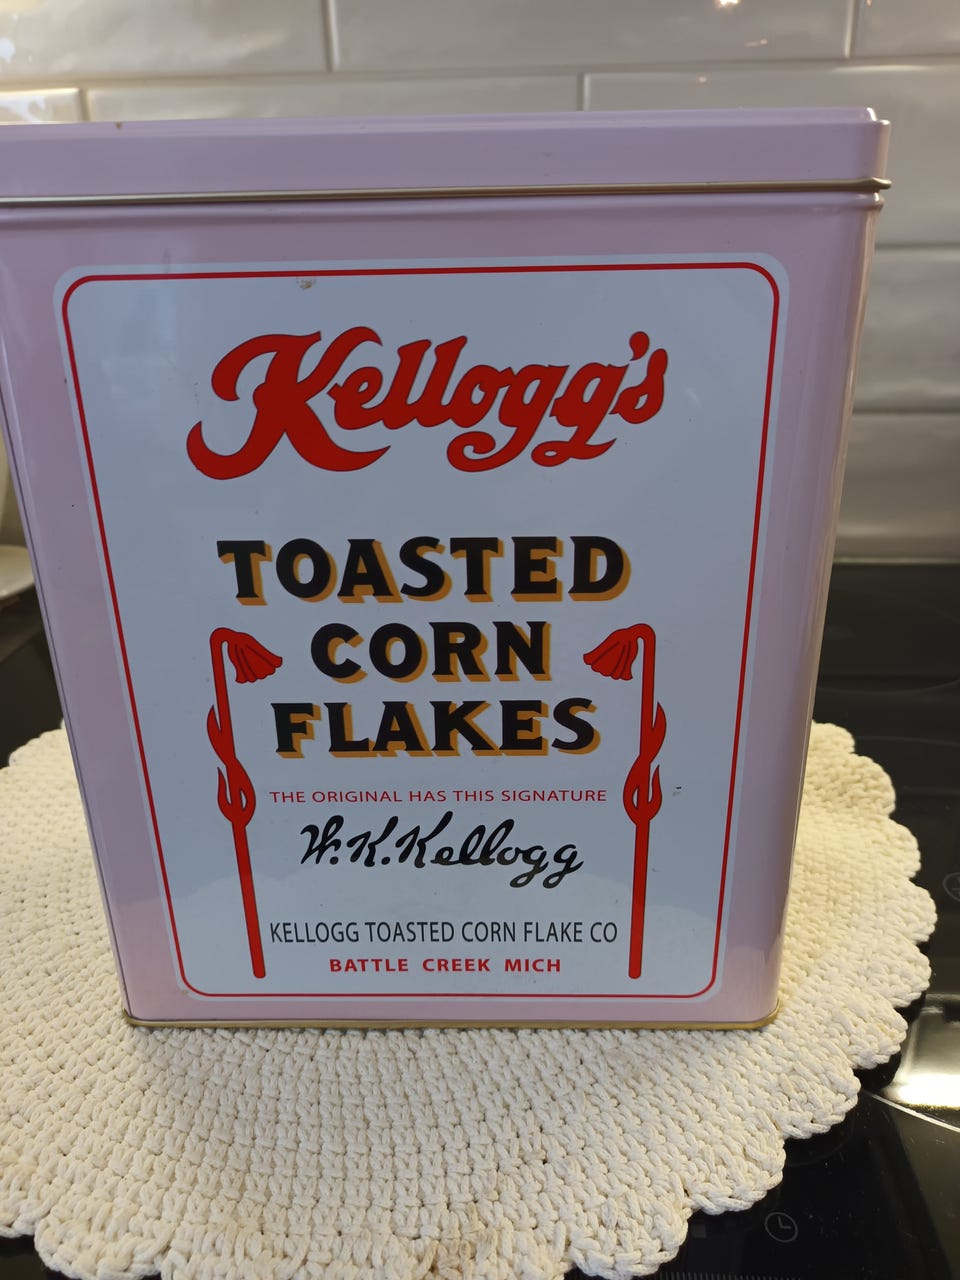 Kellogg's
TOASTED
CORN
FLAKES
THE ORIGINAL HAS THIS SIGNATURE
W.K.Kellogg
KELLOGG TOASTED CORN FLAKE CO
BATTLE CREEK MICH